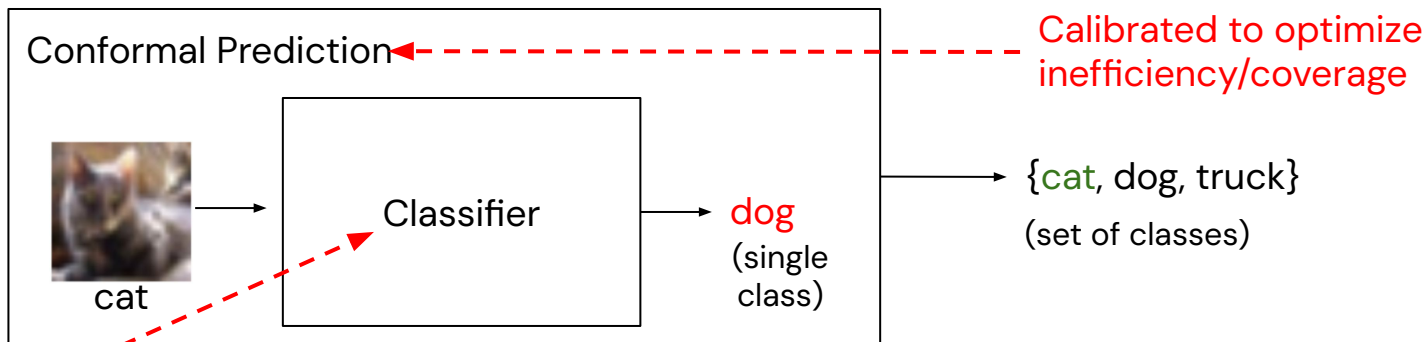 Conformal Prediction
Calibrated to optimize
inefficiency/coverage
cat
Classifier
dog
(single
class)
{cat, dog, truck}
(set of classes)